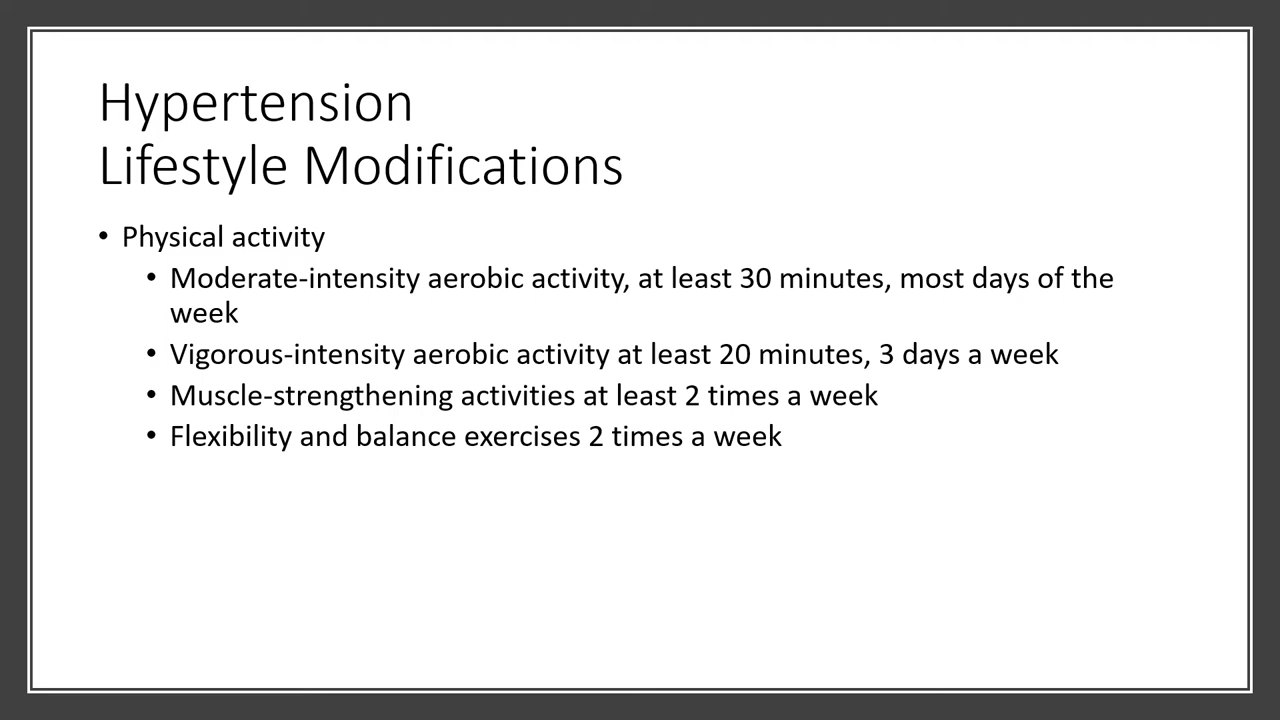 Hypertension
Lifestyle Modifications
• Physical activity
• Moderate-intensity aerobic activity, at least 30 minutes, most days of the
week
• Vigorous-intensity aerobic activity at least 20 minutes, 3 days a week
• Muscle-strengthening activities at least 2 times a week
• Flexibility and balance exercises 2 times a week